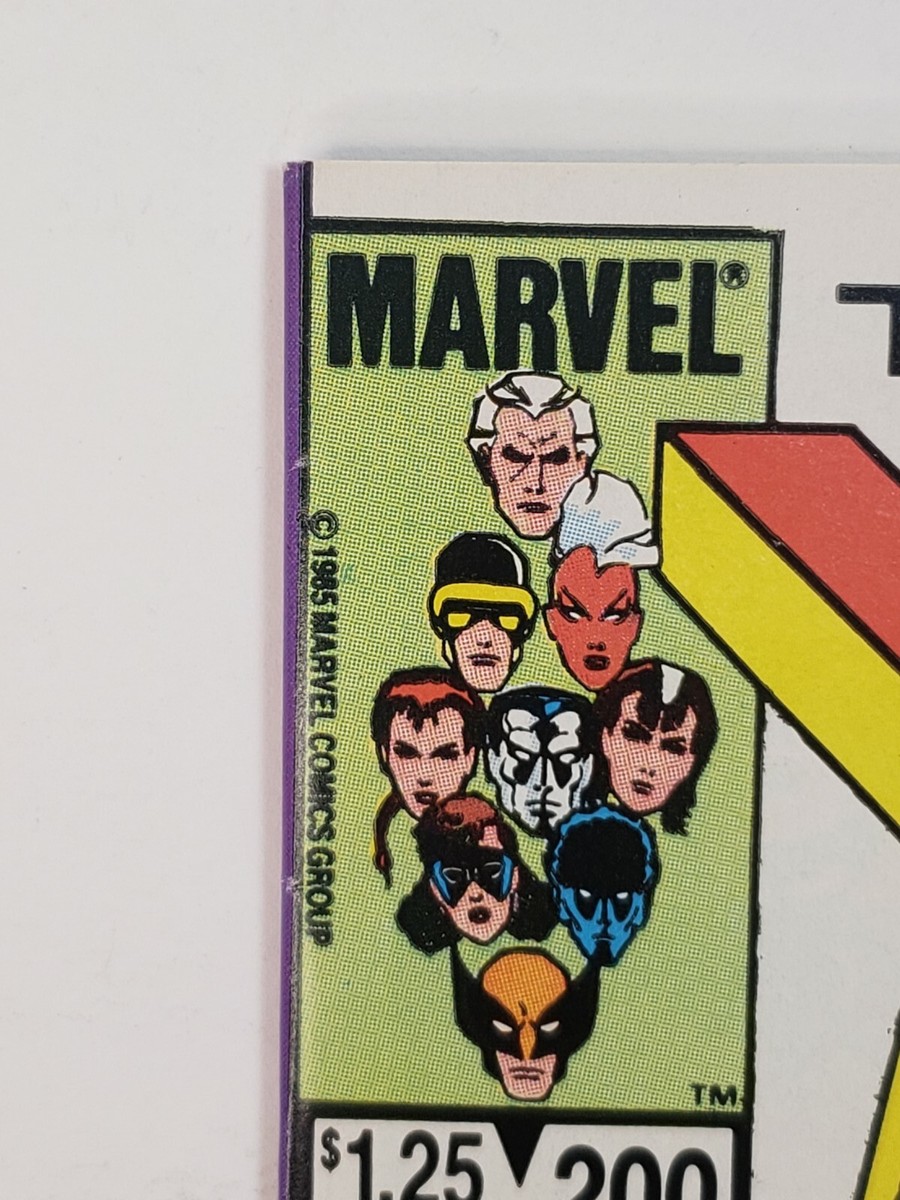 MARVEL®
T
© 1985 MARVEL COMICS GROUP
TM
$1.25 200